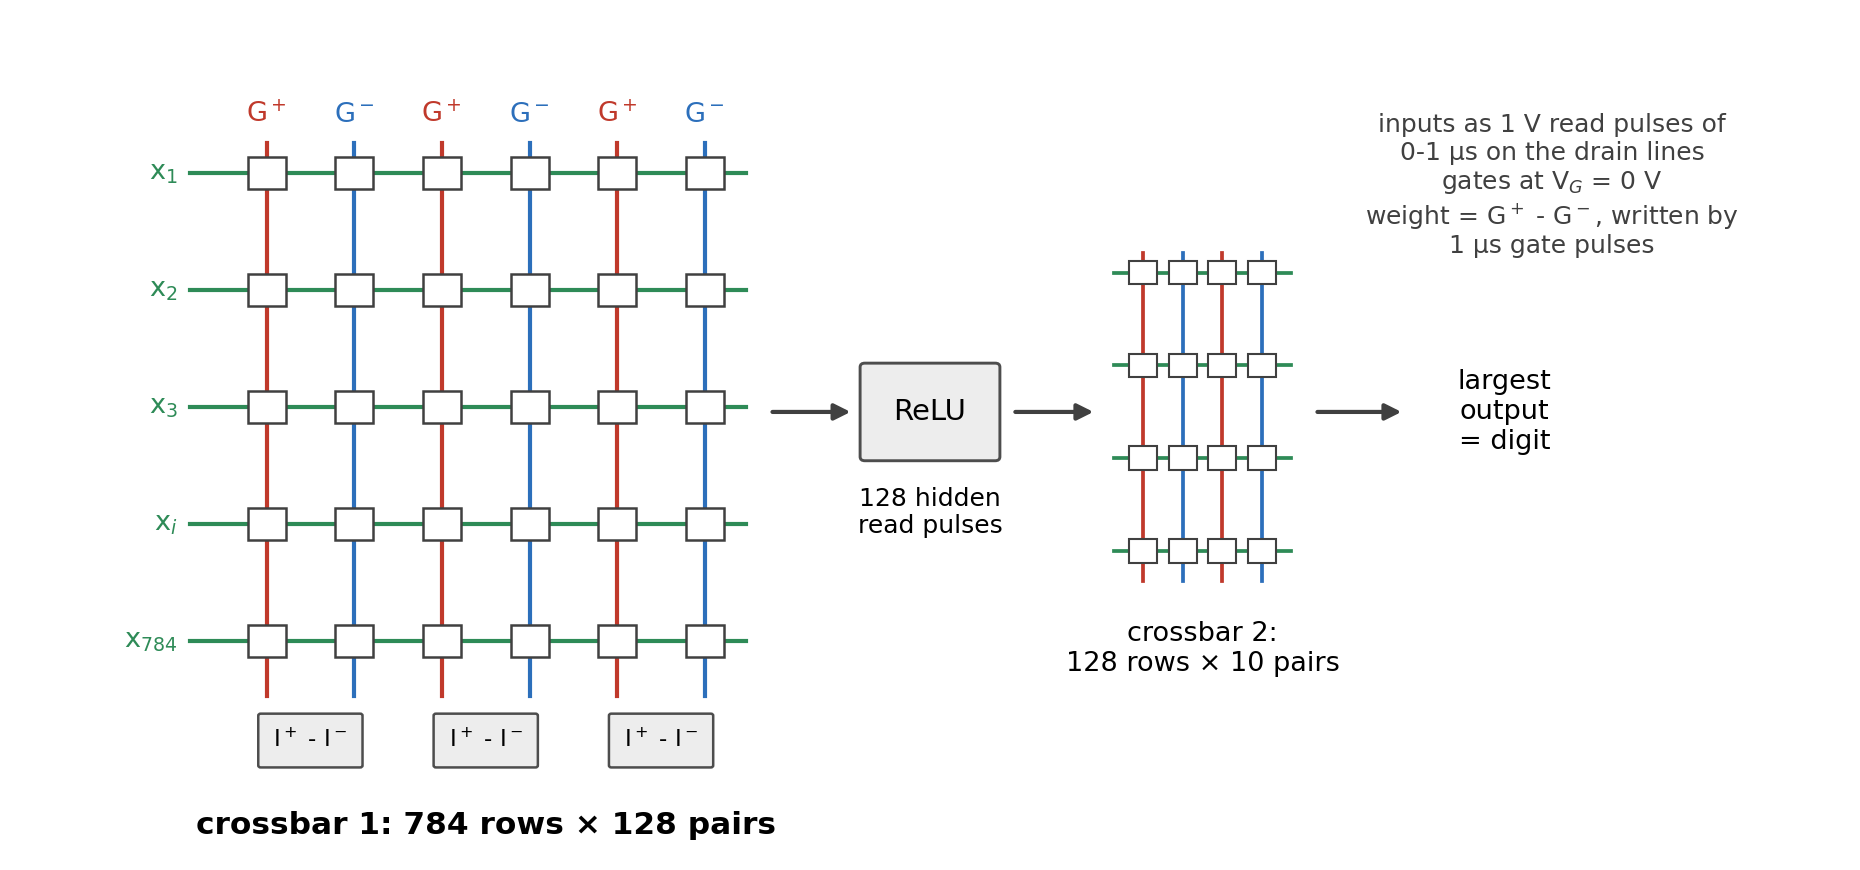 G⁺ G⁻ G⁺ G⁻ G⁺ G⁻
x₁
x₂
x₃
xᵢ
x₇₈₄
I⁺ - I⁻ I⁺ - I⁻ I⁺ - I⁻
crossbar 1: 784 rows × 128 pairs
ReLU
128 hidden
read pulses
crossbar 2:
128 rows × 10 pairs
inputs as 1 V read pulses of
0-1 µs on the drain lines
gates at V_G = 0 V
weight = G⁺ - G⁻, written by
1 µs gate pulses
largest
output
= digit